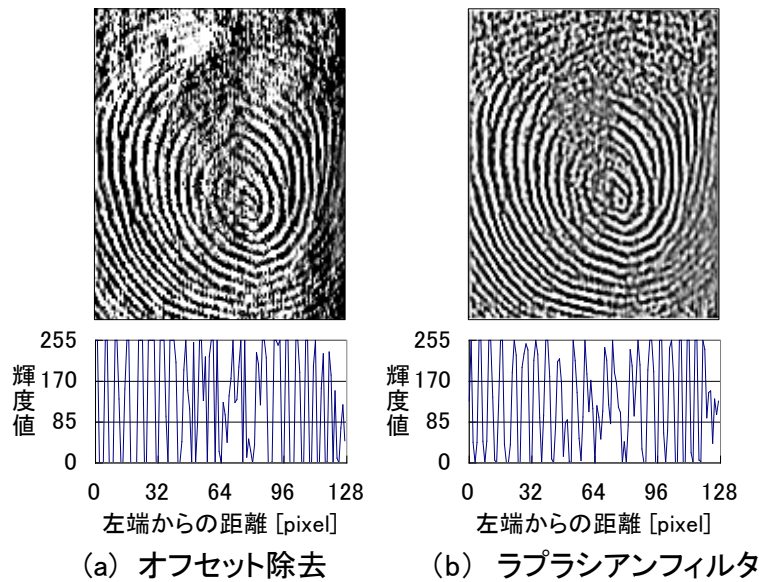 255
170
85
0
輝度値
0 32 64 96 128
左端からの距離 [pixel]
(a) オフセット除去
255
170
85
0
輝度値
0 32 64 96 128
左端からの距離 [pixel]
(b) ラプラシアンフィルタ